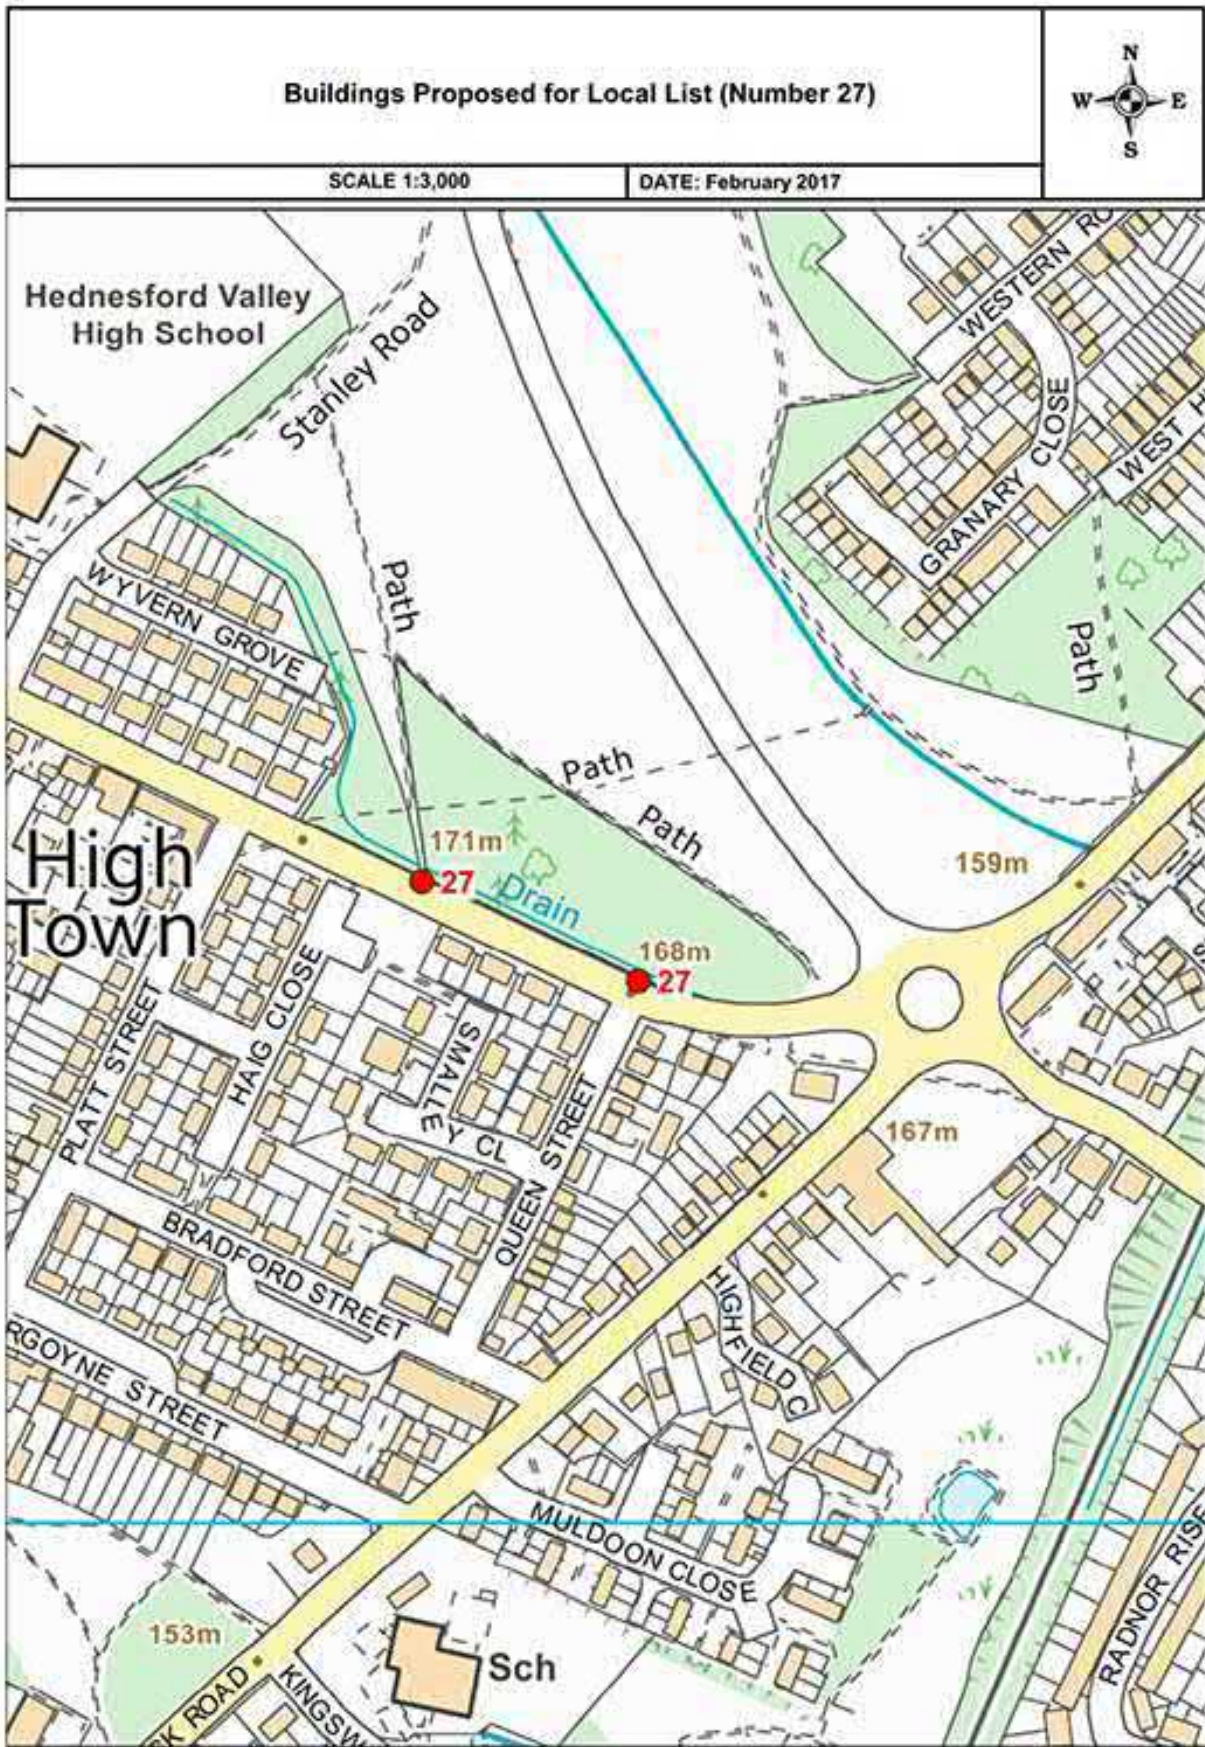 Buildings Proposed for Local List (Number 27)
SCALE 1:3,000
DATE: February 2017
N
W
E
S
Hednesford Valley
High School
Stanley Road
WESTERN RO
CLOSE
GRANARY
WEST H
Path
WYVERN GROVE
Path
Path
Path
High
Town
171m
27
Drain
168m
27
159m
PLATT STREET
HAIG CLOSE
SMALLEY CL
QUEEN STREET
167m
BRADFORD STREET
RGOYNE STREET
HIGHFIELD C
MULDOON CLOSE
RADNOR RISE
153m
Sch
K ROAD
KINGSW